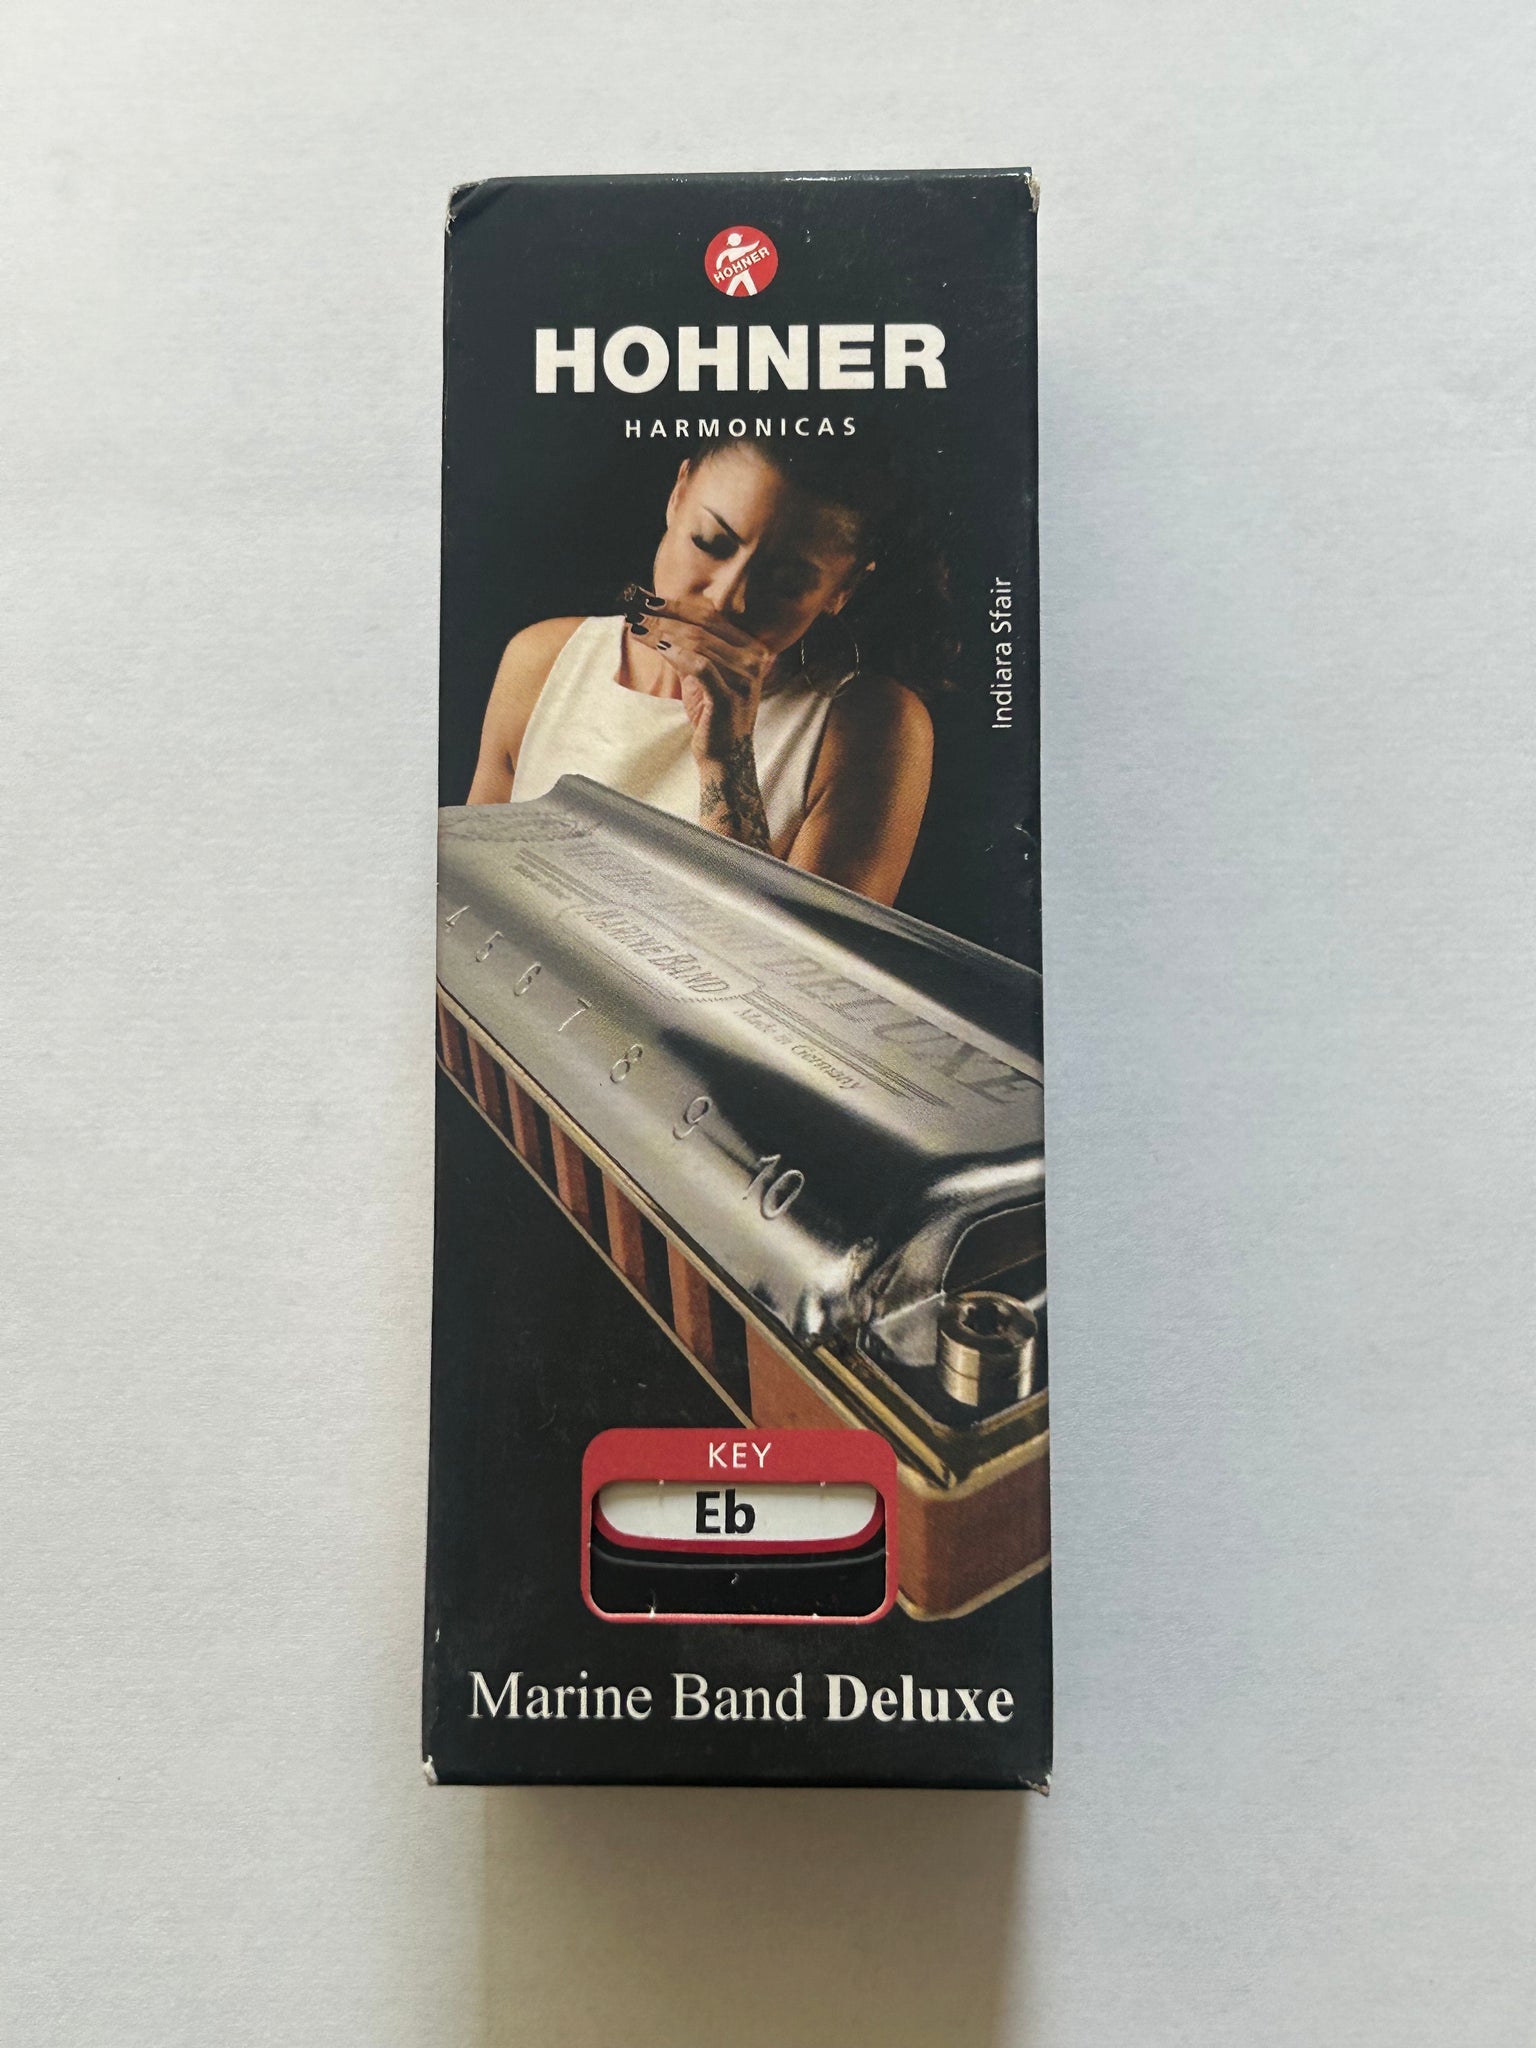 HOHNER
HOHNER
HARMONICAS
Indiara Sfair
DELUXE
MARINE BAND
Made in Germany
4 5 6 7 8 9 10
KEY
Eb
Marine Band Deluxe